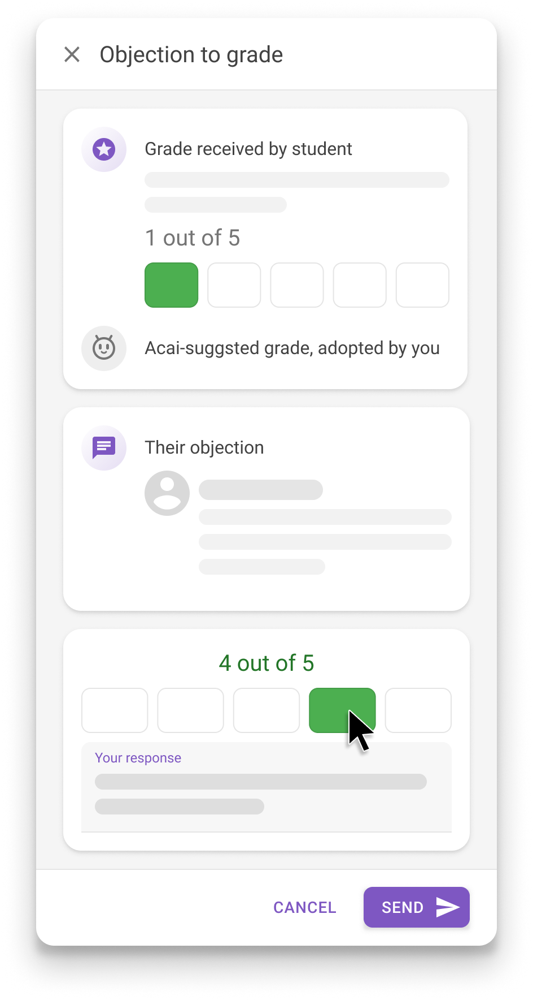 Objection to grade
Grade received by student
1 out of 5
Acai-suggsted grade, adopted by you
Their objection
4 out of 5
Your response
CANCEL
SEND